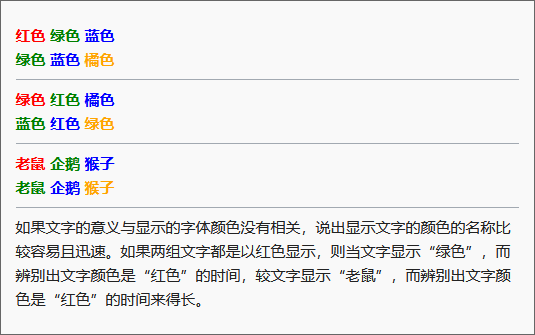 红色 绿色 蓝色
绿色 蓝色 橘色
绿色 红色 橘色
蓝色 红色 绿色
老鼠 企鹅 猴子
老鼠 企鹅 猴子
如果文字的意义与显示的字体颜色没有相关，说出显示文字的颜色的名称比
较容易且迅速。如果两组文字都是以红色显示，则当文字显示“绿色”，而
辨别出文字颜色是“红色”的时间，较文字显示“老鼠”，而辨别出文字颜
色是“红色”的时间来得长。